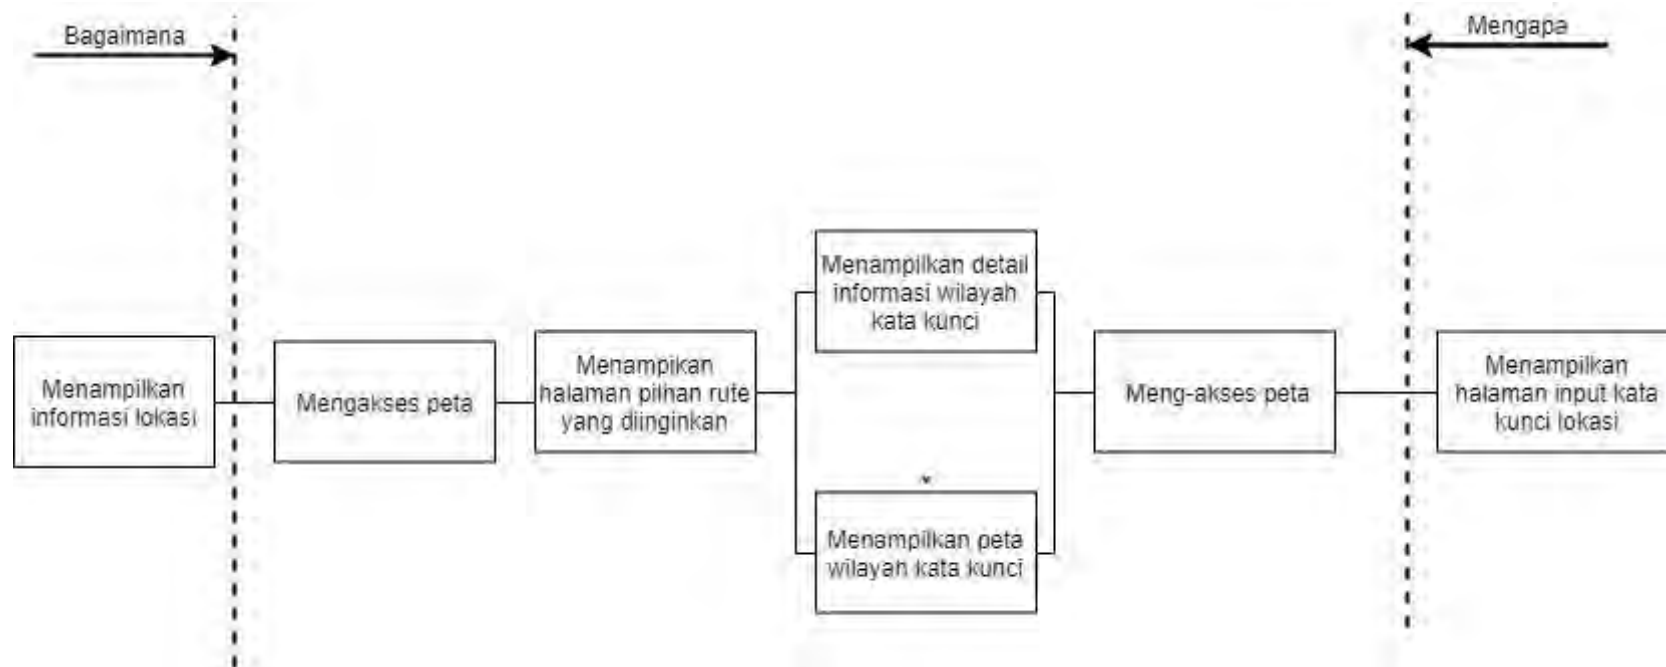 Bagaimana
Mengapa
Menampilkan detail
informasi wilayah
kata kunci
Menampilkan
informasi lokasi
Mengakses peta
Menampikan
halaman pilihan rute
yang diinginkan
Meng-akses peta
Menampilkan
halaman input kata
kunci lokasi
Menampilkan peta
wilayah kata kunci